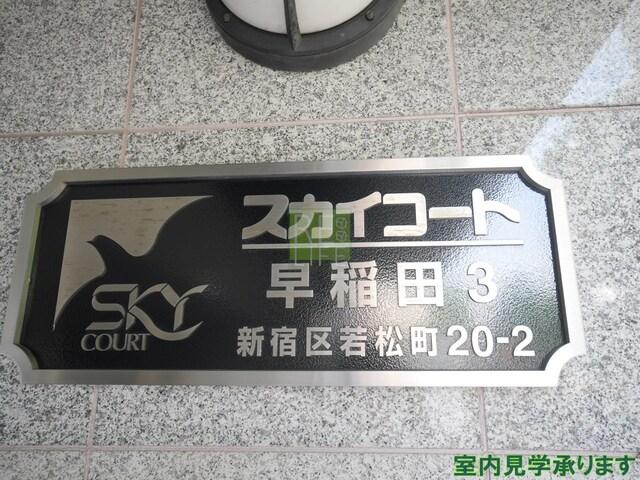 スカイコート
早稲田 3
新宿区若松町20-2
SKY
COURT
室内見学承ります